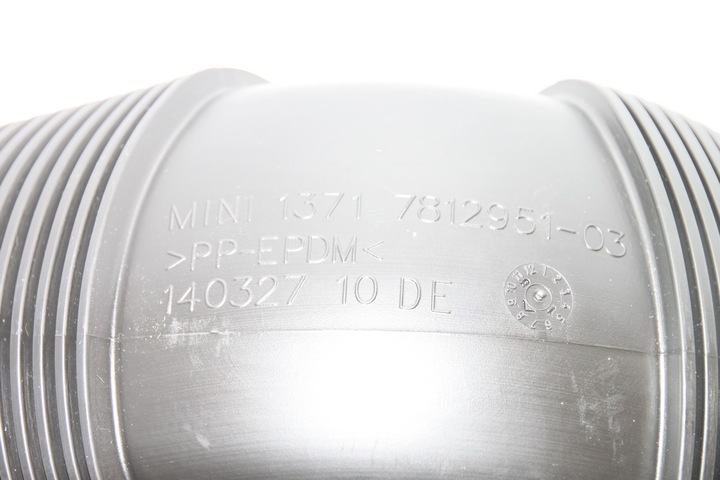 MINI 1371 7812951-03
>PP-EPDM<
140327 10 DE